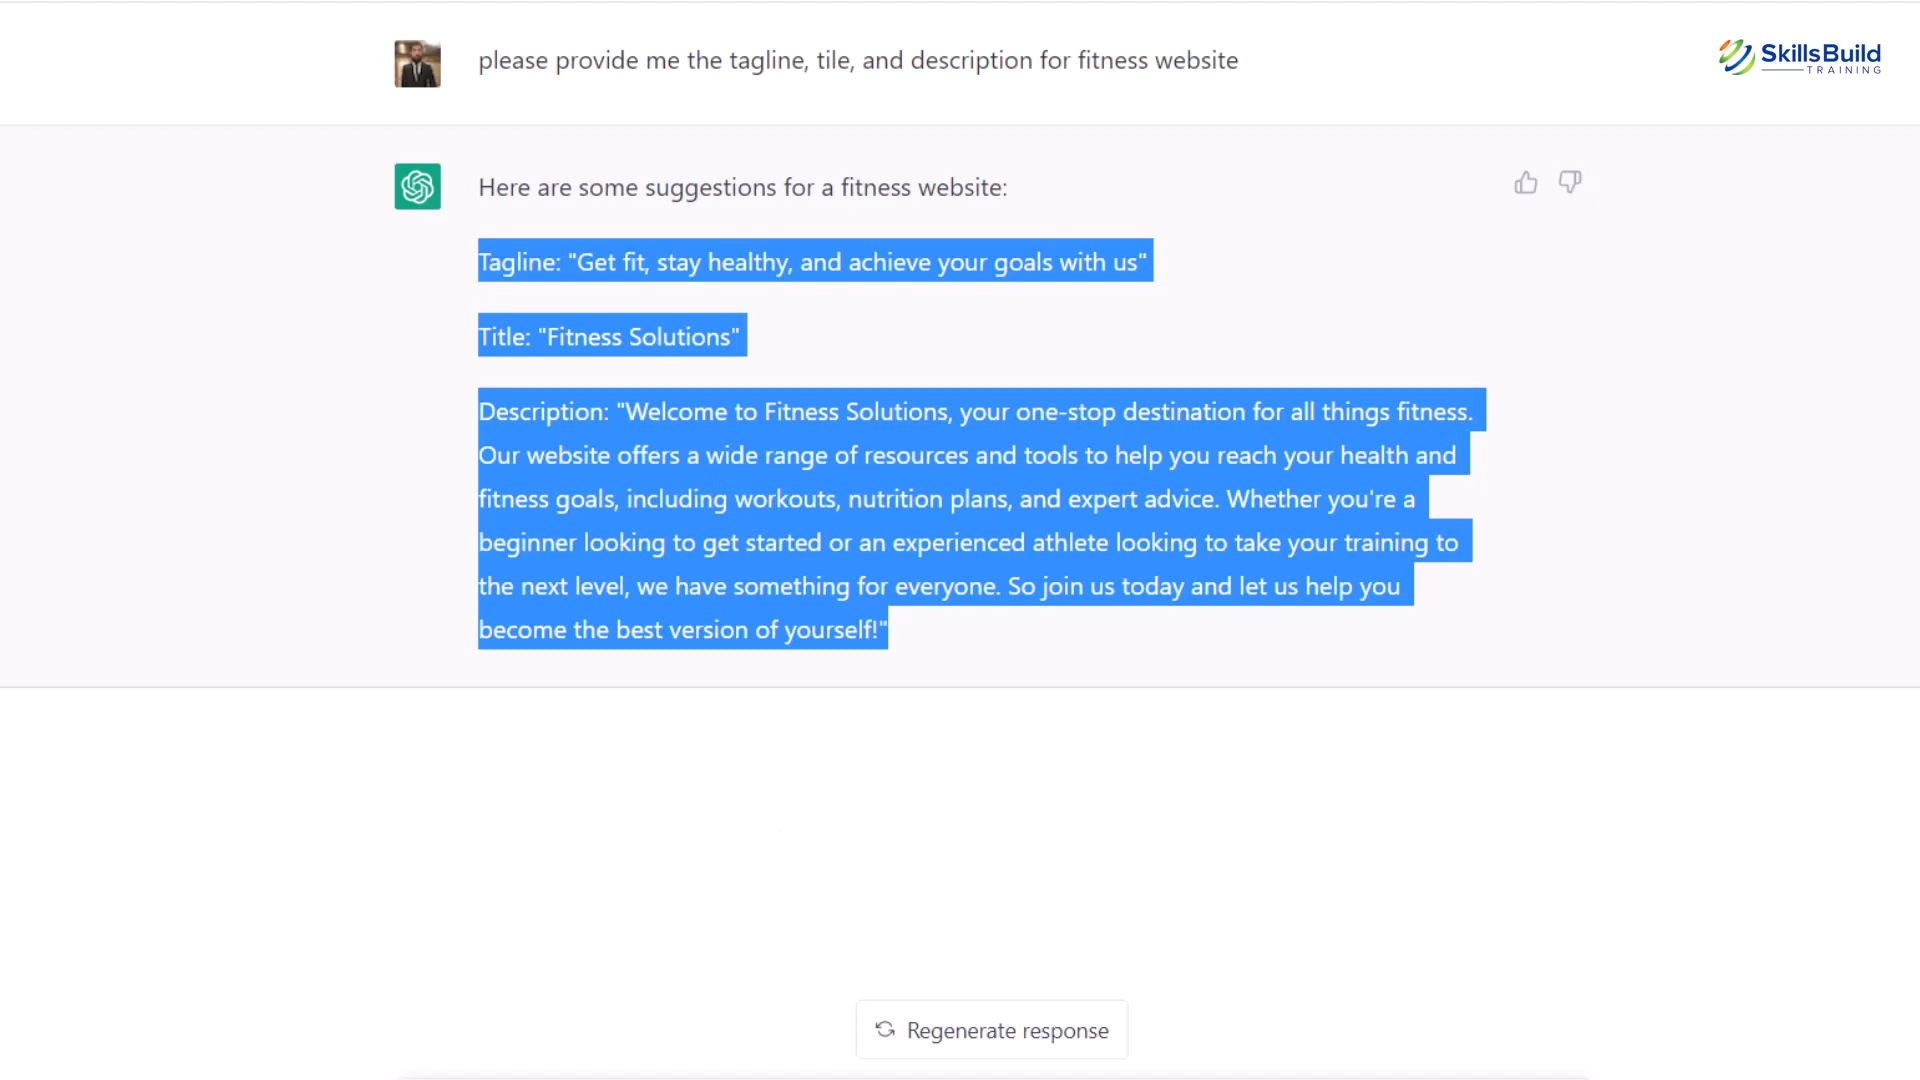 please provide me the tagline, tile, and description for fitness website
SkillsBuild
TRAINING
Here are some suggestions for a fitness website:
Tagline: "Get fit, stay healthy, and achieve your goals with us"
Title: "Fitness Solutions"
Description: "Welcome to Fitness Solutions, your one-stop destination for all things fitness.
Our website offers a wide range of resources and tools to help you reach your health and
fitness goals, including workouts, nutrition plans, and expert advice. Whether you're a
beginner looking to get started or an experienced athlete looking to take your training to
the next level, we have something for everyone. So join us today and let us help you
become the best version of yourself!"
Regenerate response